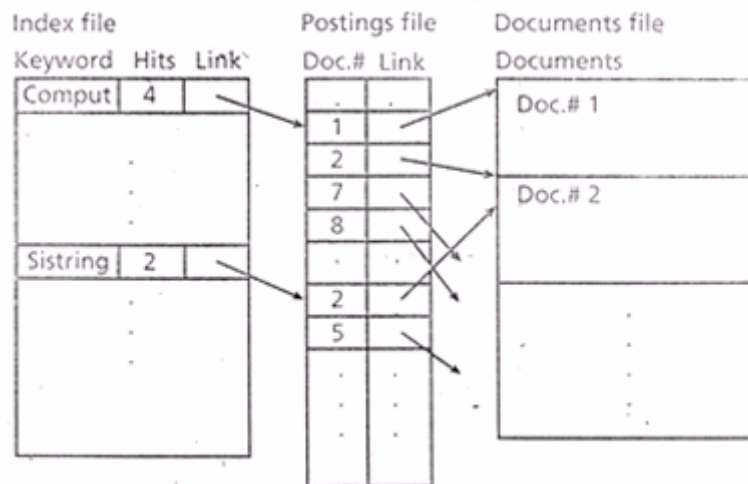 Index file Postings file Documents file
Keyword Hits Link Doc.# Link Documents
Comput 4
Doc.# 1
1
2
7
Doc.# 2
8
Sistring 2
2
5